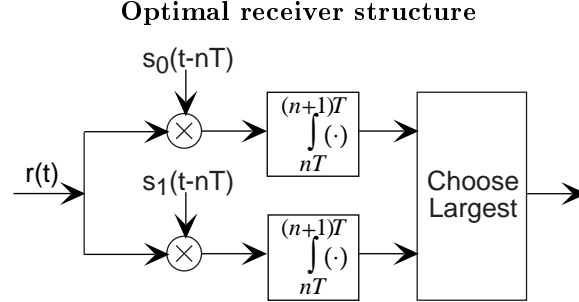 Optimal receiver structure
s0(t-nT)
(n+1)T
∫(·)
nT
r(t)
s1(t-nT)
(n+1)T
∫(·)
nT
Choose
Largest